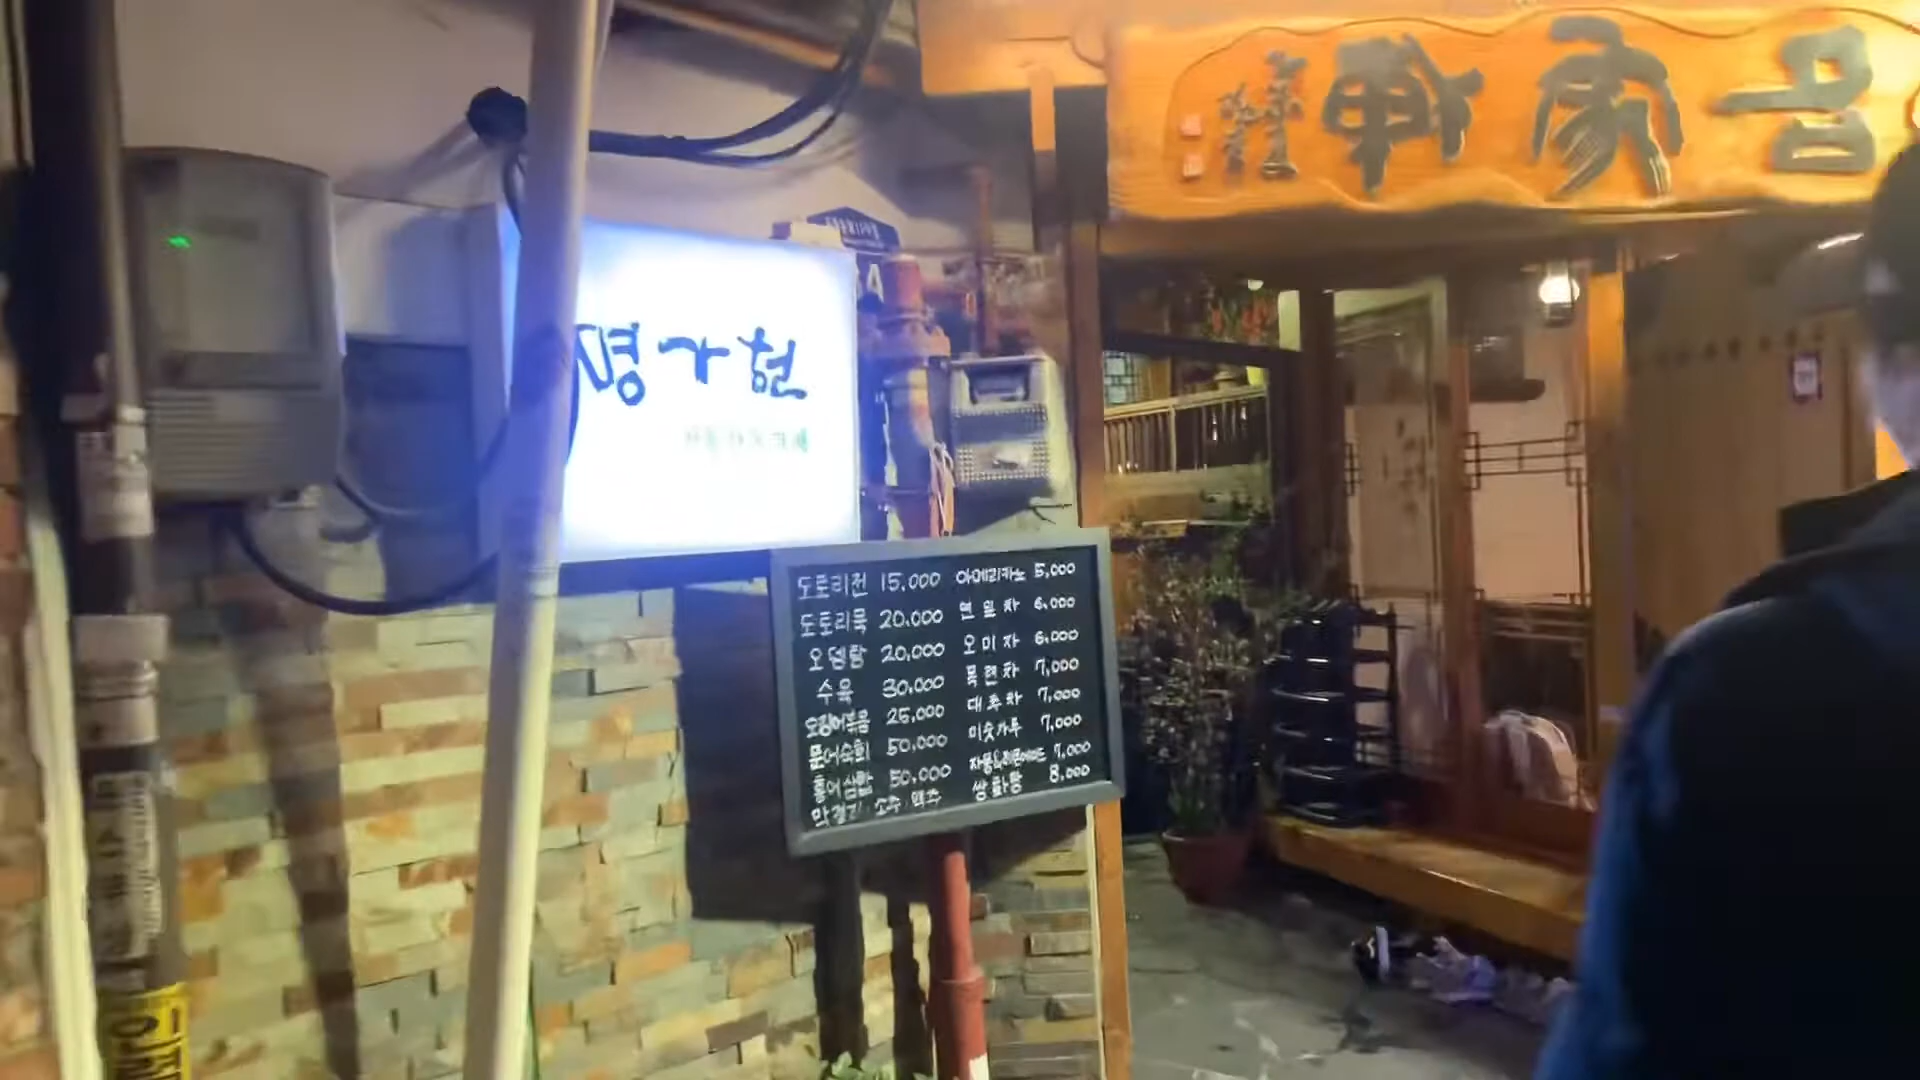 명가헌
도토리전 15,000
도토리묵 20,000
오뎅탕 20,000
수육 30,000
오징어볶음 25,000
문어숙회 50,000
홍어삼합 50,000
막걸리 소주 맥주
아메리카노 5,000
연잎차 6,000
오미자 6,000
목련차 7,000
대추차 7,000
미숫가루 7,000
자몽&레몬에이드 7,000
쌍화탕 8,000